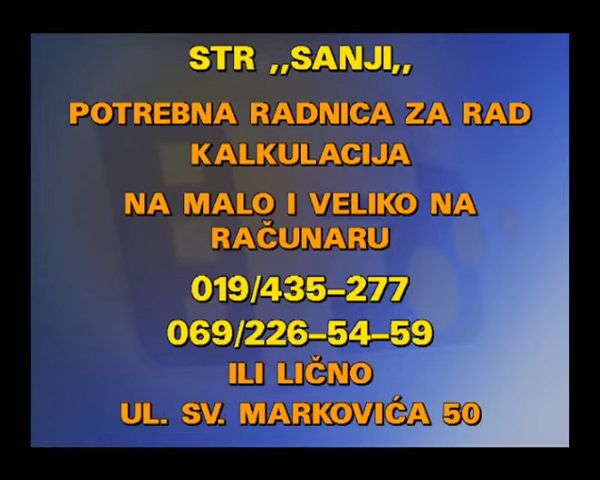 STR ,,SANJI,,
POTREBNA RADNICA ZA RAD
KALKULACIJA
NA MALO I VELIKO NA
RAČUNARU
019/435-277
069/226-54-59
ILI LIČNO
UL. SV. MARKOVIĆA 50